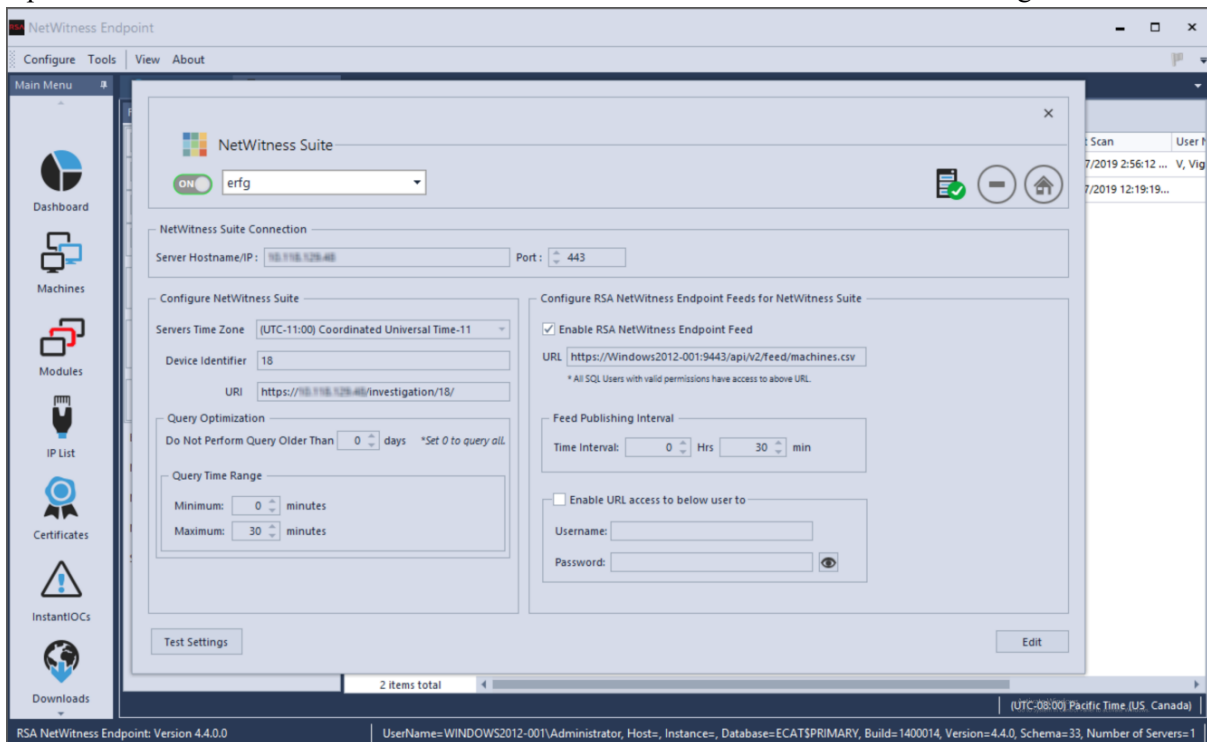 NetWitness Endpoint
Configure Tools View About
Main Menu
NetWitness Suite
Scan User N
ON erfg
7/2019 2:56:12 ... V, Vig
7/2019 12:19:19...
Dashboard
NetWitness Suite Connection
Server Hostname/IP: Port: 443
Machines
Configure NetWitness Suite
Configure RSA NetWitness Endpoint Feeds for NetWitness Suite
Servers Time Zone (UTC-11:00) Coordinated Universal Time-11
Enable RSA NetWitness Endpoint Feed
Device Identifier 18
URL https://Windows2012-001:9443/api/v2/feed/machines.csv
* All SQL Users with valid permissions have access to above URL.
URI https:// /investigation/18/
Modules
Query Optimization
Do Not Perform Query Older Than 0 days *Set 0 to query all.
Feed Publishing Interval
Time Interval: 0 Hrs 30 min
IP List
Query Time Range
Minimum: 0 minutes
Maximum: 30 minutes
Enable URL access to below user to
Username:
Password:
Certificates
InstantIOCs
Test Settings
Edit
2 items total
Downloads
(UTC-08:00) Pacific Time (US, Canada)
RSA NetWitness Endpoint: Version 4.4.0.0
UserName=WINDOWS2012-001\Administrator, Host=, Instance=, Database=ECAT$PRIMARY, Build=1400014, Version=4.4.0, Schema=33, Number of Servers=1